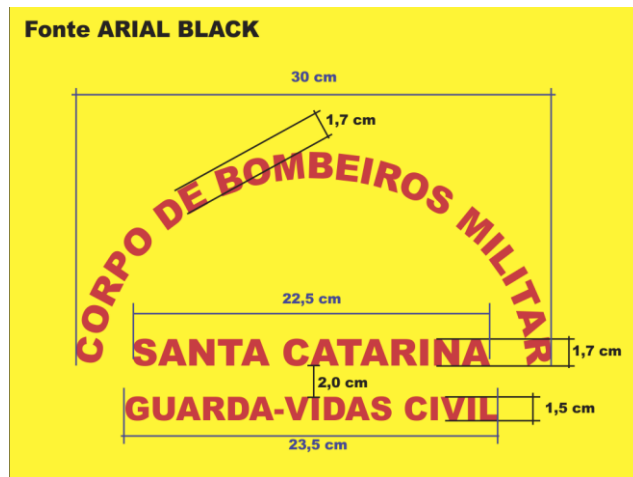 Fonte ARIAL BLACK
30 cm
1,7 cm
CORPO DE BOMBEIROS MILITAR
22,5 cm
SANTA CATARINA
1,7 cm
2,0 cm
GUARDA-VIDAS CIVIL
1,5 cm
23,5 cm